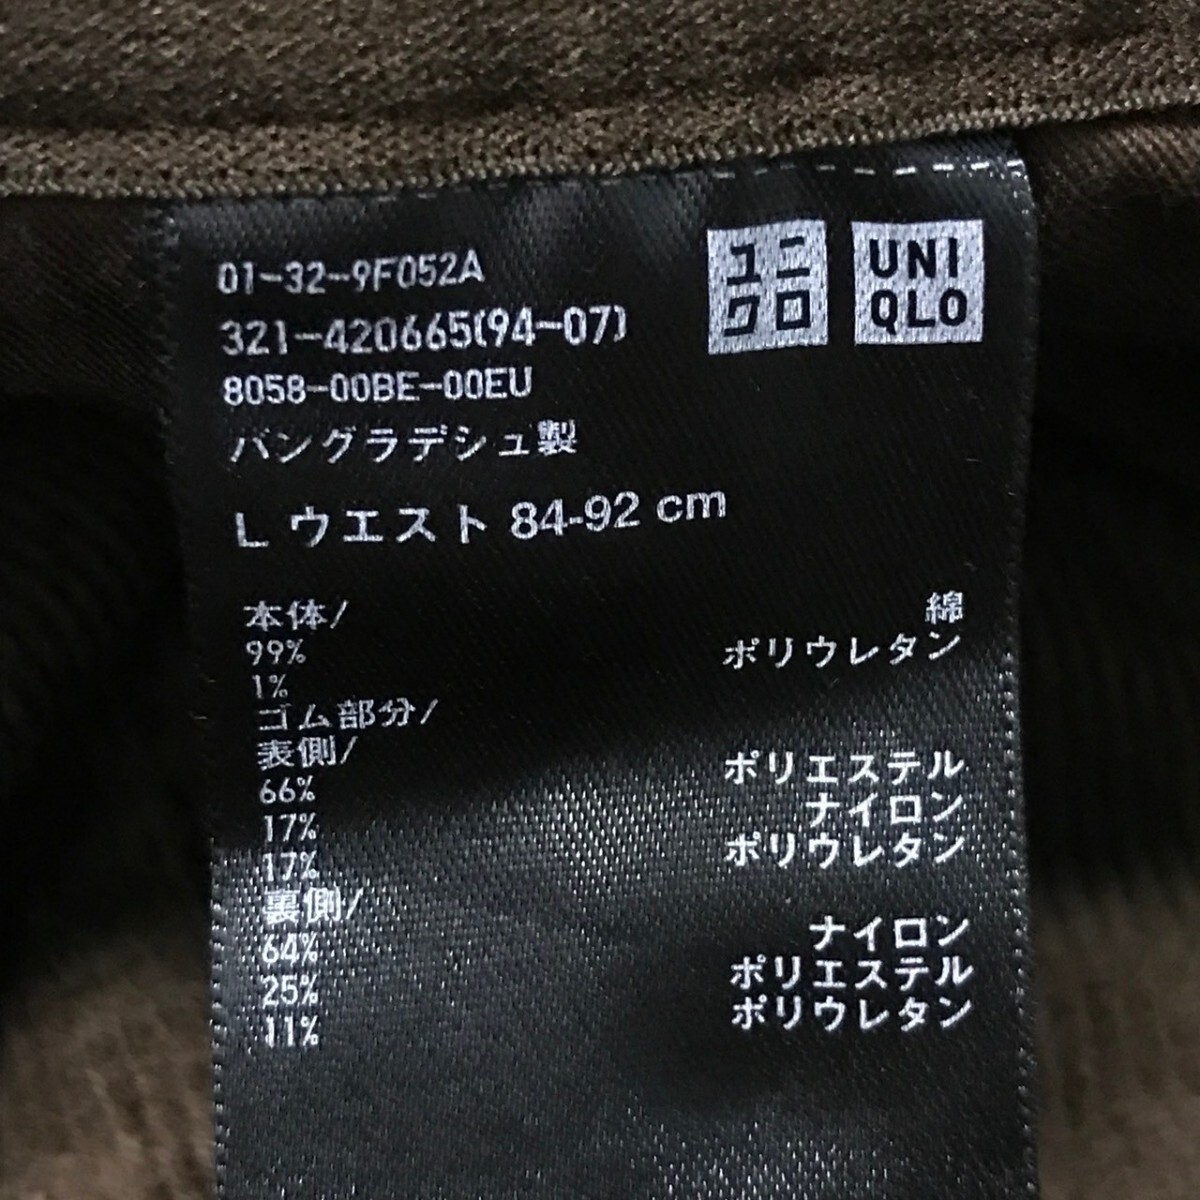 01-32-9F052A
321-420665(94-07)
8058-00BE-00EU
バングラデシュ製
ユニ
クロ
UNI
QLO
L ウエスト 84-92 cm
本体/
99% 綿
1% ポリウレタン
ゴム部分/
表側/
66% ポリエステル
17% ナイロン
17% ポリウレタン
裏側/
64% ナイロン
25% ポリエステル
11% ポリウレタン